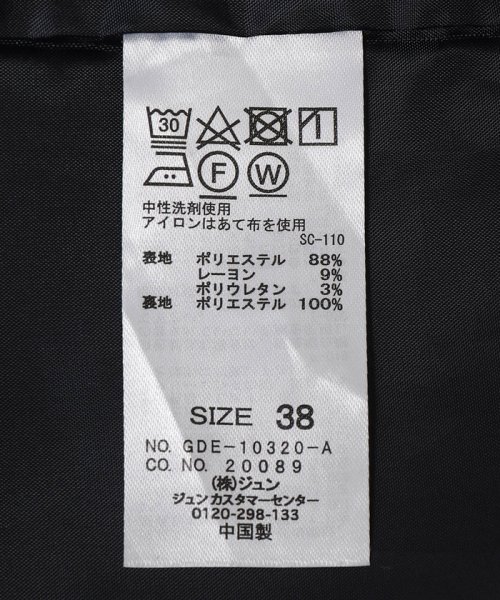 30
F W
中性洗剤使用
アイロンはあて布を使用
SC-110
表地 ポリエステル 88%
レーヨン 9%
ポリウレタン 3%
裏地 ポリエステル 100%
SIZE 38
NO. GDE-10320-A
CO. NO. 20089
(株)ジュン
ジュンカスタマーセンター
0120-298-133
中国製